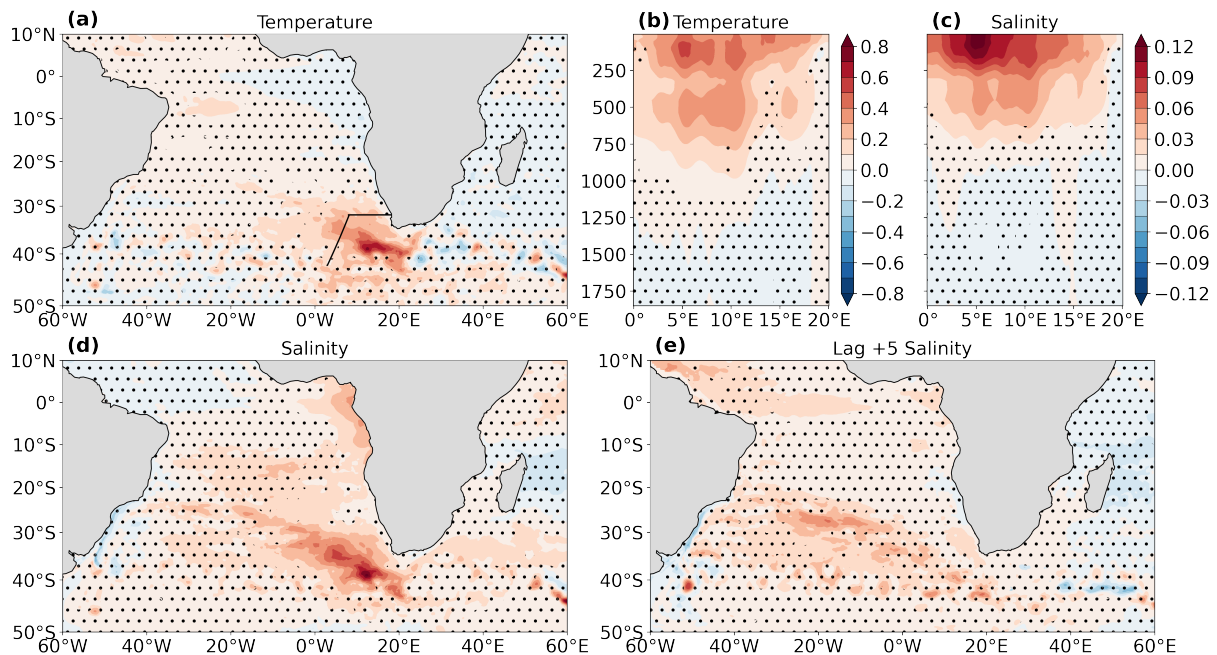 (a) Temperature
10°N
0°
10°S
20°S
30°S
40°S
50°S
60°W 40°W 20°W 0°W 20°E 40°E 60°E
(b) Temperature
250
500
750
1000
1250
1500
1750
0° 5°E 10°E 15°E 20°E
0.8
0.6
0.4
0.2
0.0
−0.2
−0.4
−0.6
−0.8
(c) Salinity
0° 5°E 10°E 15°E 20°E
0.12
0.09
0.06
0.03
0.00
−0.03
−0.06
−0.09
−0.12
(d) Salinity
10°N
0°
10°S
20°S
30°S
40°S
50°S
60°W 40°W 20°W 0°W 20°E 40°E 60°E
(e) Lag +5 Salinity
10°N
0°
10°S
20°S
30°S
40°S
50°S
60°W 40°W 20°W 0°W 20°E 40°E 60°E